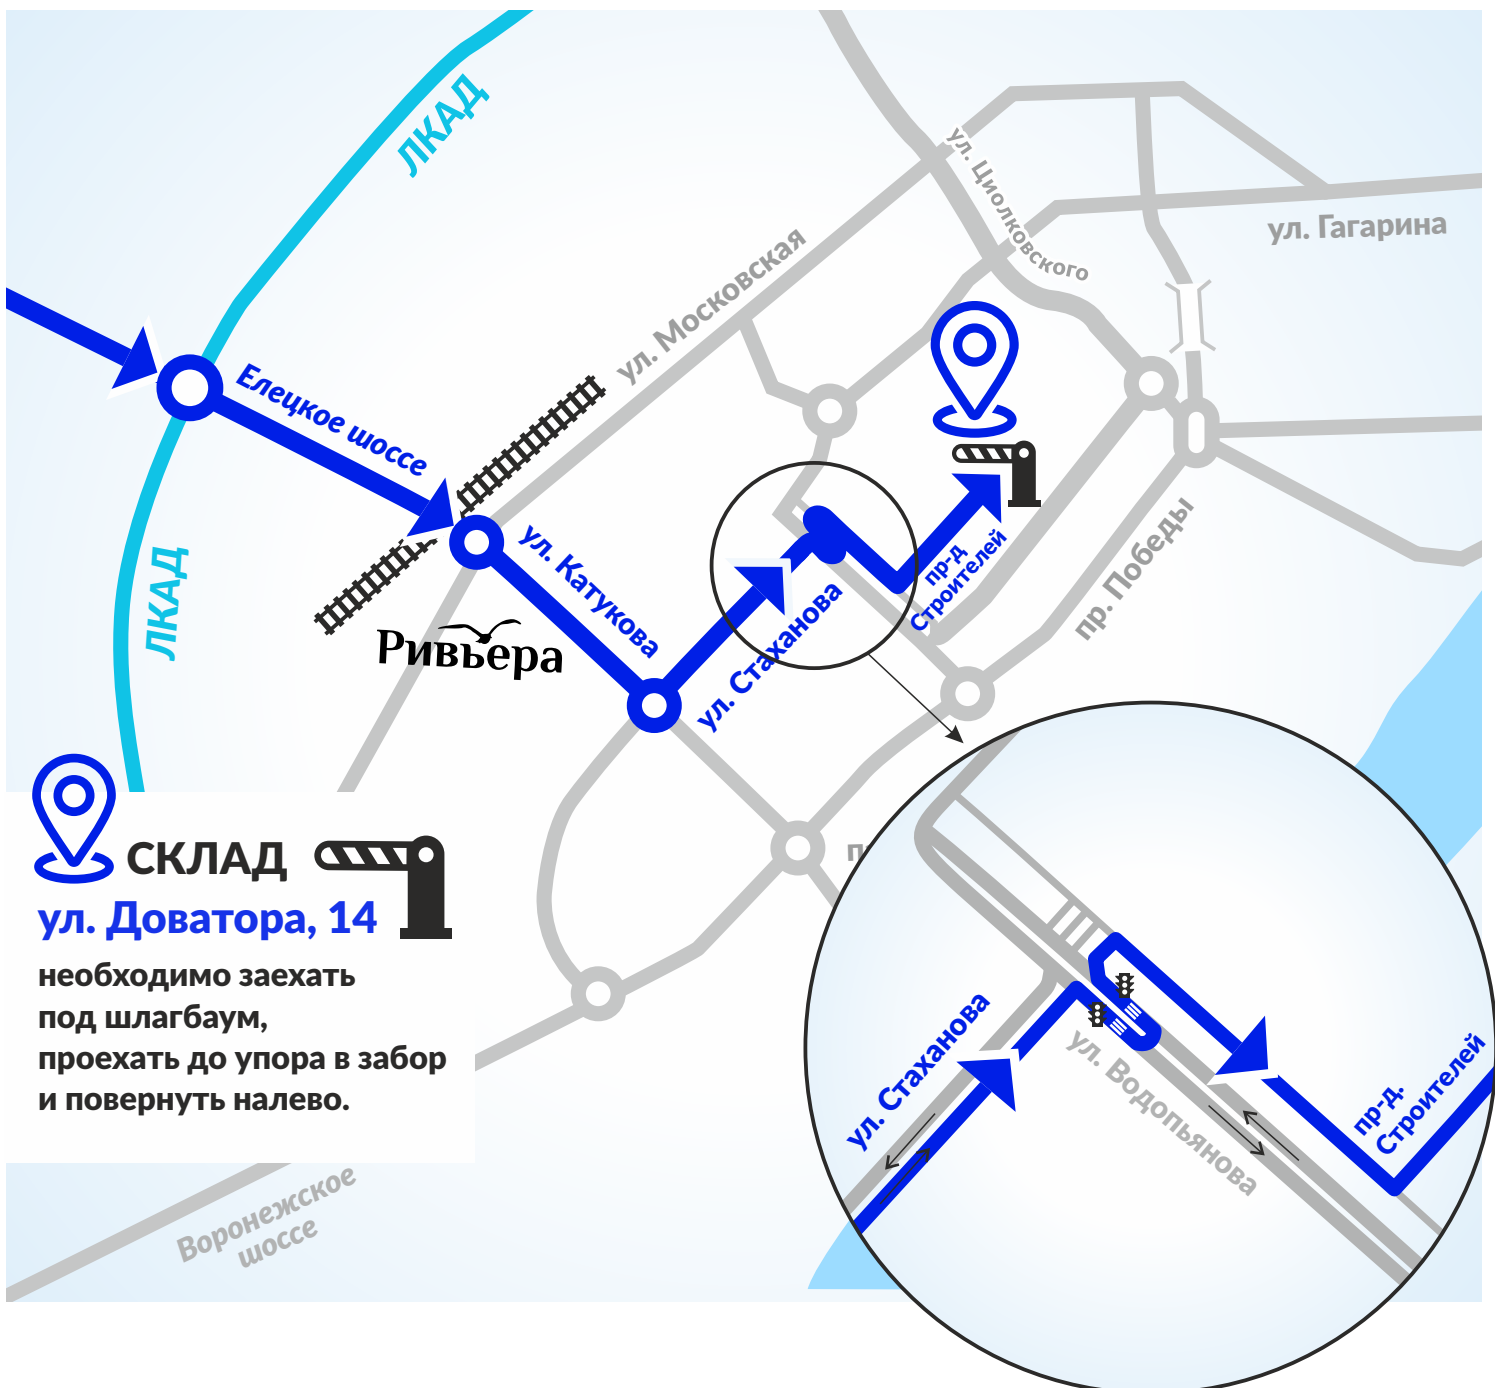 ЛКАД
ул. Циолковского
ул. Гагарина
ул. Московская
Елецкое шоссе
ЛКАД
ул. Катукова
Ривьера
ул. Стаханова
пр-д
Строителей
пр. Победы
СКЛАД
ул. Доватора, 14
необходимо заехать
под шлагбаум,
проехать до упора в забор
и повернуть налево.
ул. Стаханова
ул. Водопьянова
пр-д.
Строителей
Воронежское
шоссе